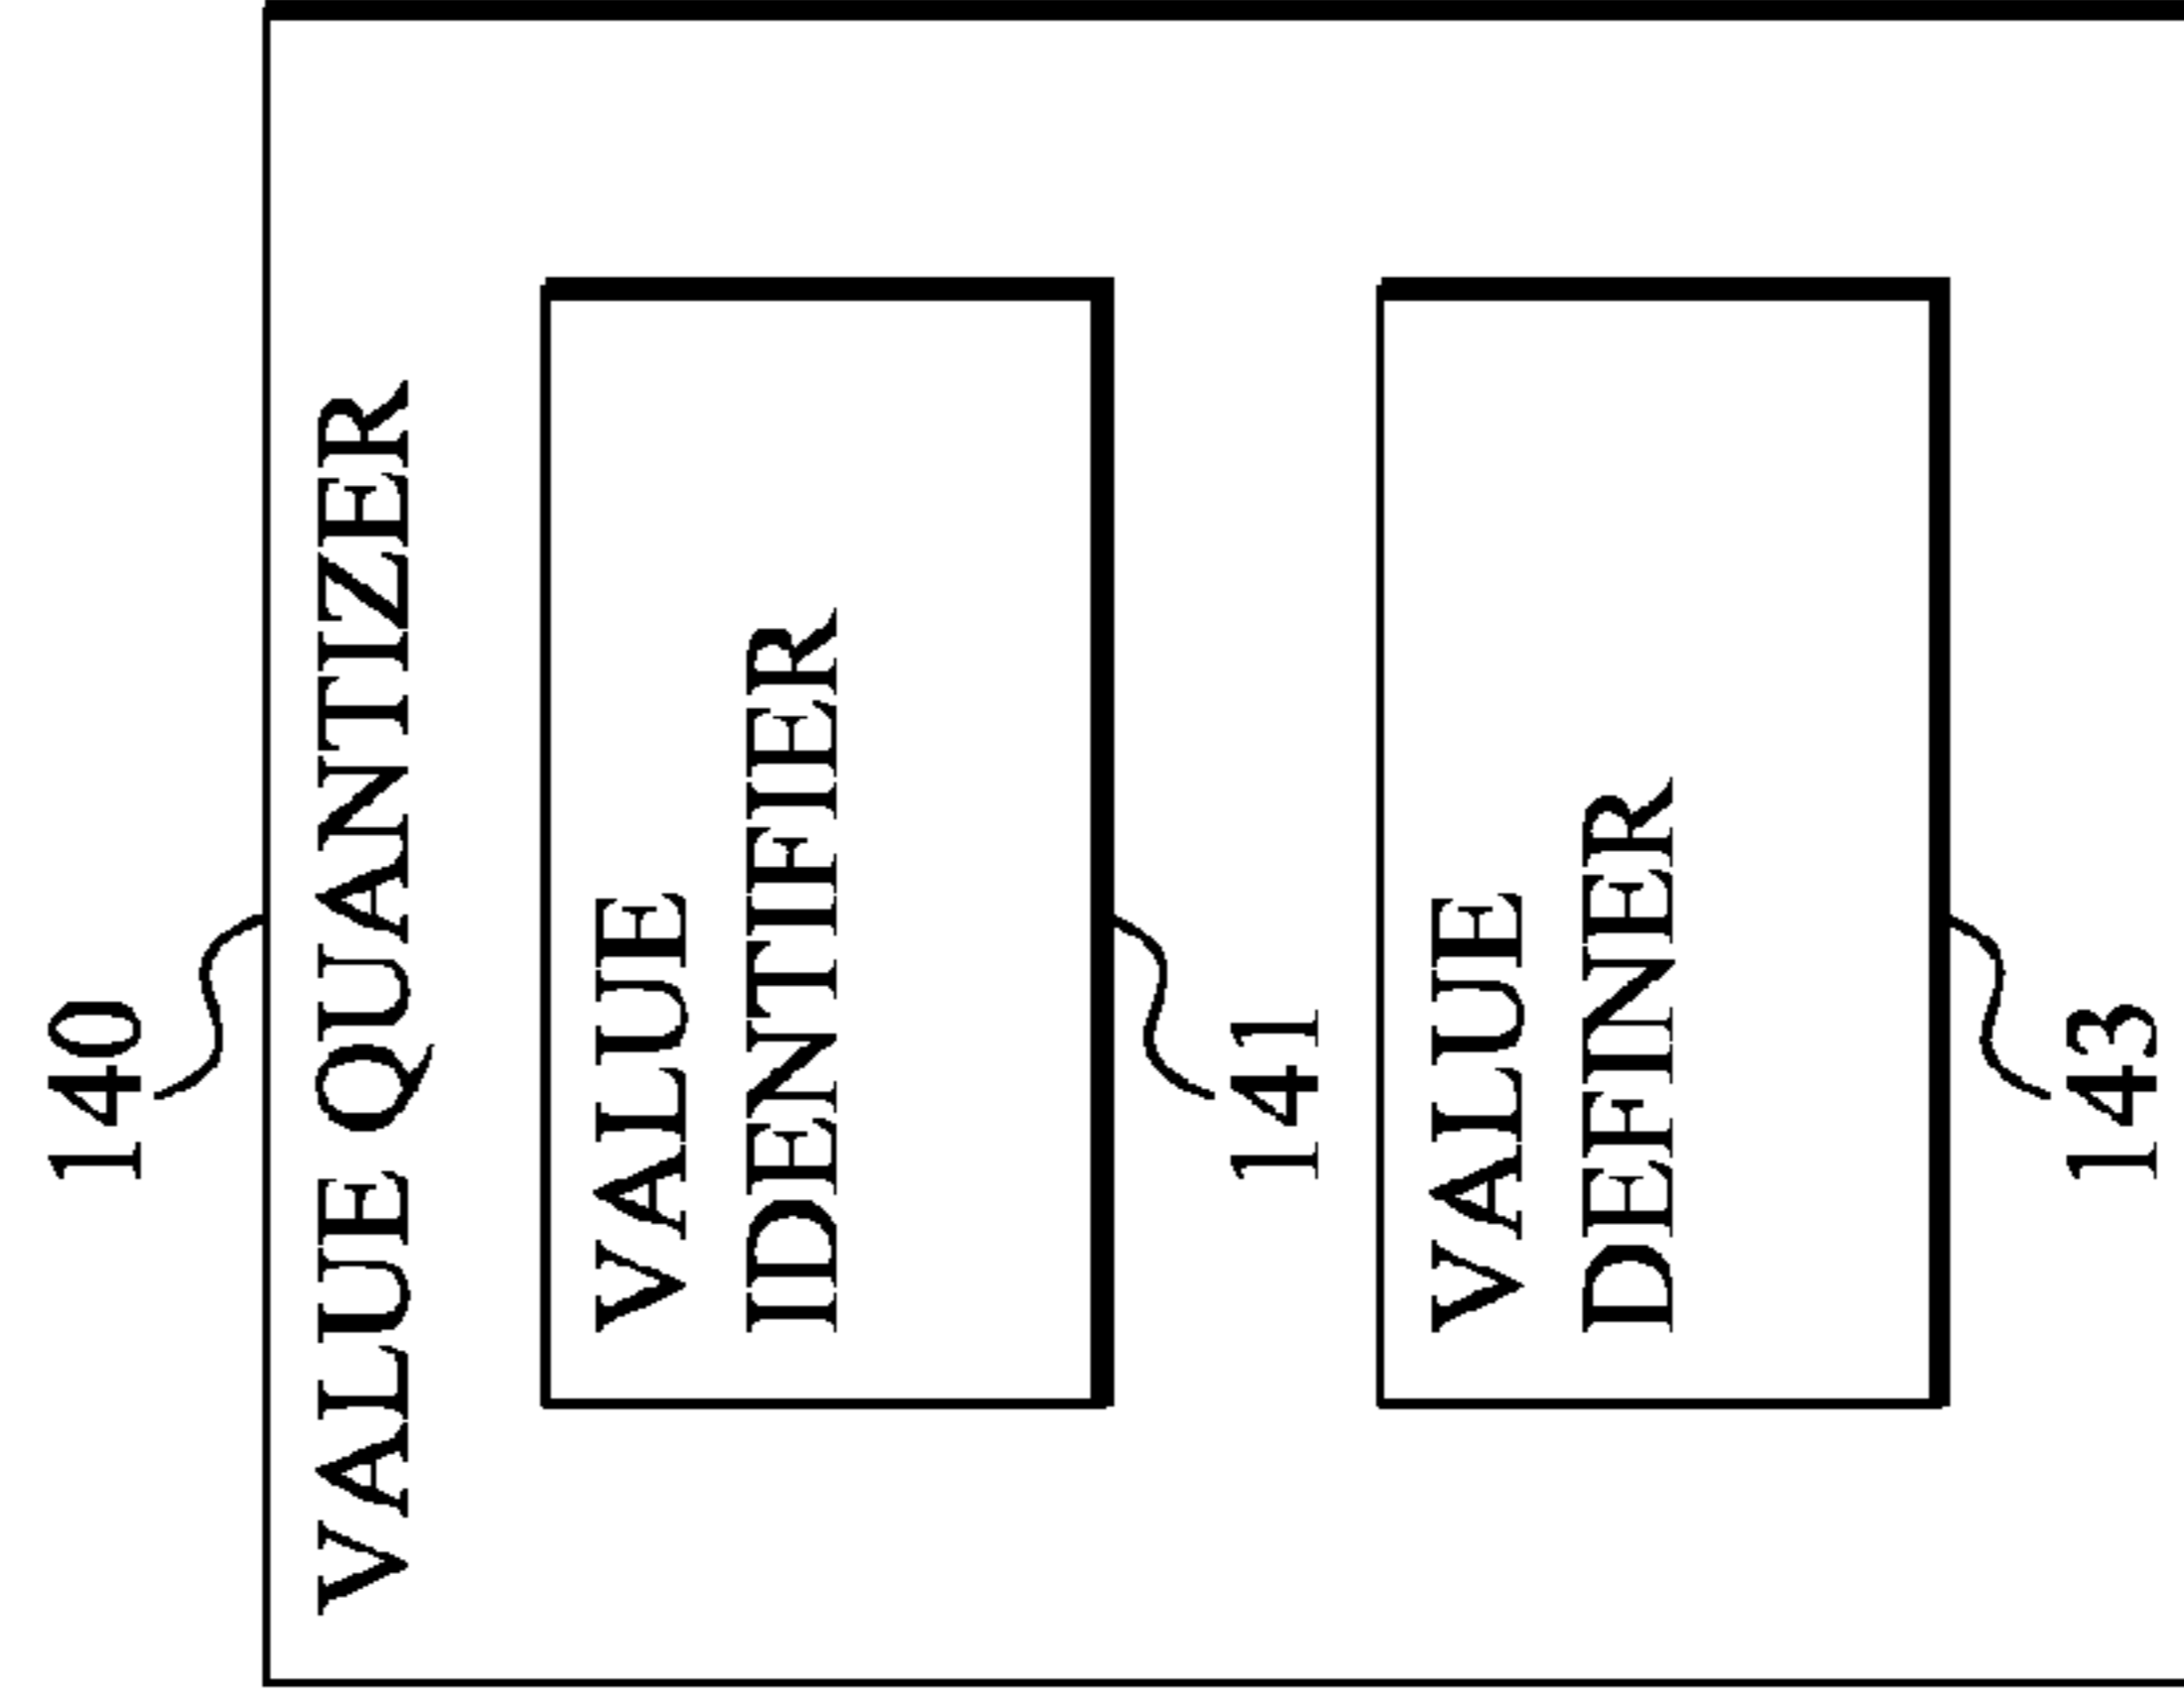 140
VALUE QUANTIZER
VALUE
IDENTIFIER
141
VALUE
DEFINER
143